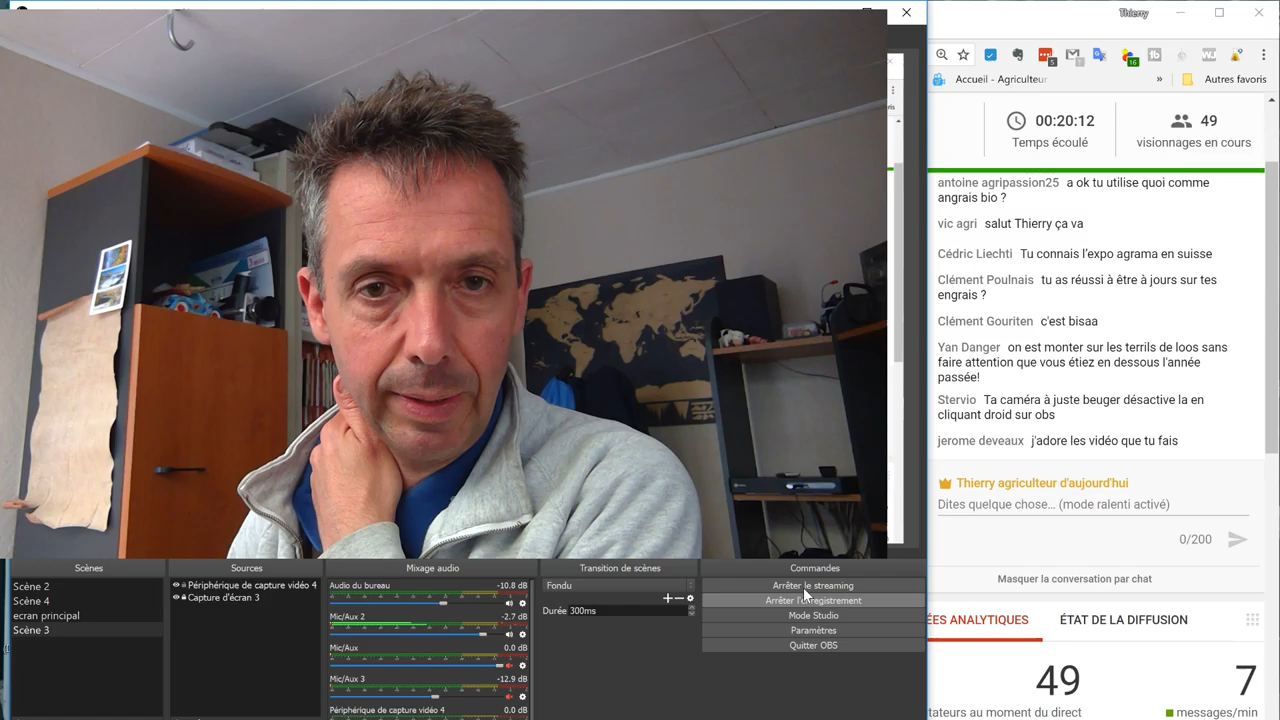 Thierry
Accueil - Agriculteur
»
Autres favoris
00:20:12
Temps écoulé
49
visionnages en cours
antoine agripassion25 a ok tu utilise quoi comme
angrais bio ?
vic agri salut Thierry ça va
Cédric Liechti Tu connais l'expo agrama en suisse
Clément Poulnais tu as réussi à être à jours sur tes
engrais ?
Clément Gouriten c'est bisaa
Yan Danger on est monter sur les terrils de loos sans
faire attention que vous étiez en dessous l'année
passée!
Stervio Ta caméra à juste beuger désactive la en
cliquant droid sur obs
jerome deveaux j'adore les vidéo que tu fais
Thierry agriculteur d'aujourd'hui
Dites quelque chose... (mode ralenti activé)
0/200
Masquer la conversation par chat
ÉES ANALYTIQUES
ÉTAT DE LA DIFFUSION
49
7
tateurs au moment du direct
messages/min
Scènes
Scène 2
Scène 4
ecran principal
Scène 3
Sources
Périphérique de capture vidéo 4
Capture d'écran 3
Mixage audio
Audio du bureau -10.8 dB
Mic/Aux 2 -2.7 dB
Mic/Aux 0.0 dB
Mic/Aux 3 -12.9 dB
Périphérique de capture vidéo 4 0.0 dB
Transition de scènes
Fondu
Durée 300ms
Commandes
Arrêter le streaming
Arrêter l'enregistrement
Mode Studio
Paramètres
Quitter OBS